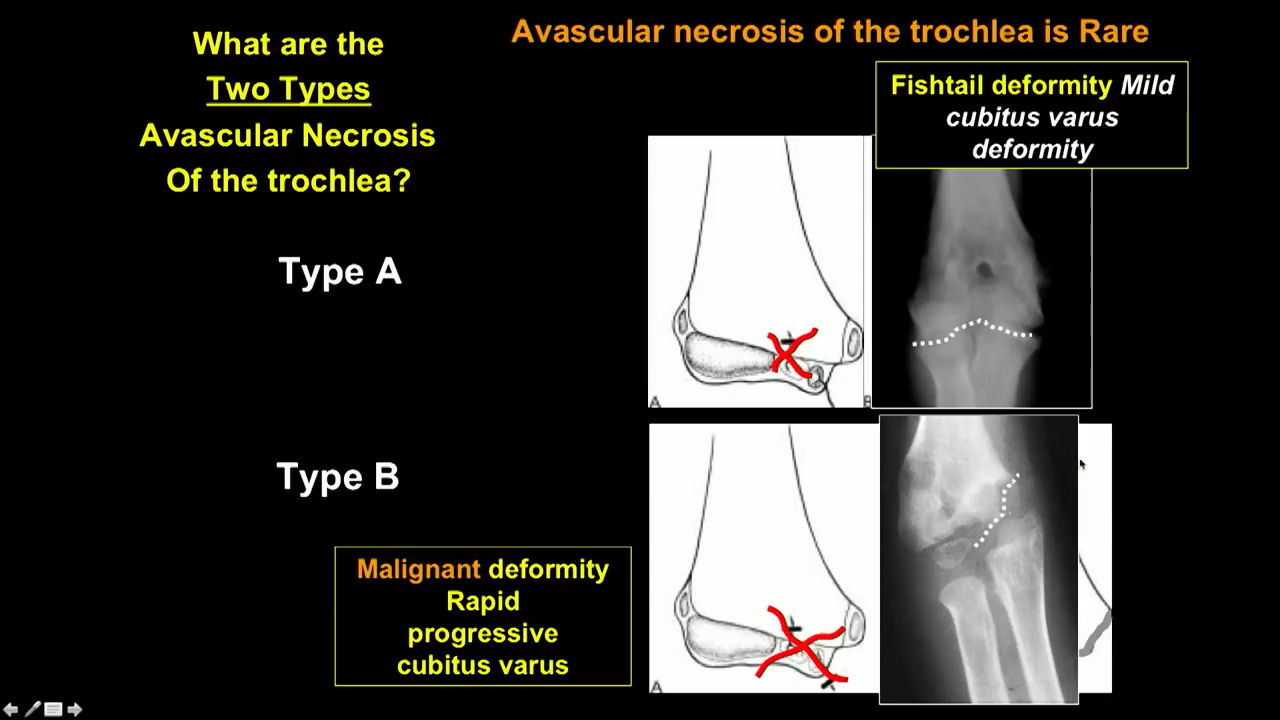 What are the
Two Types
Avascular Necrosis
Of the trochlea?
Avascular necrosis of the trochlea is Rare
Fishtail deformity Mild
cubitus varus
deformity
Type A
A
B
Type B
Malignant deformity
Rapid
progressive
cubitus varus
A